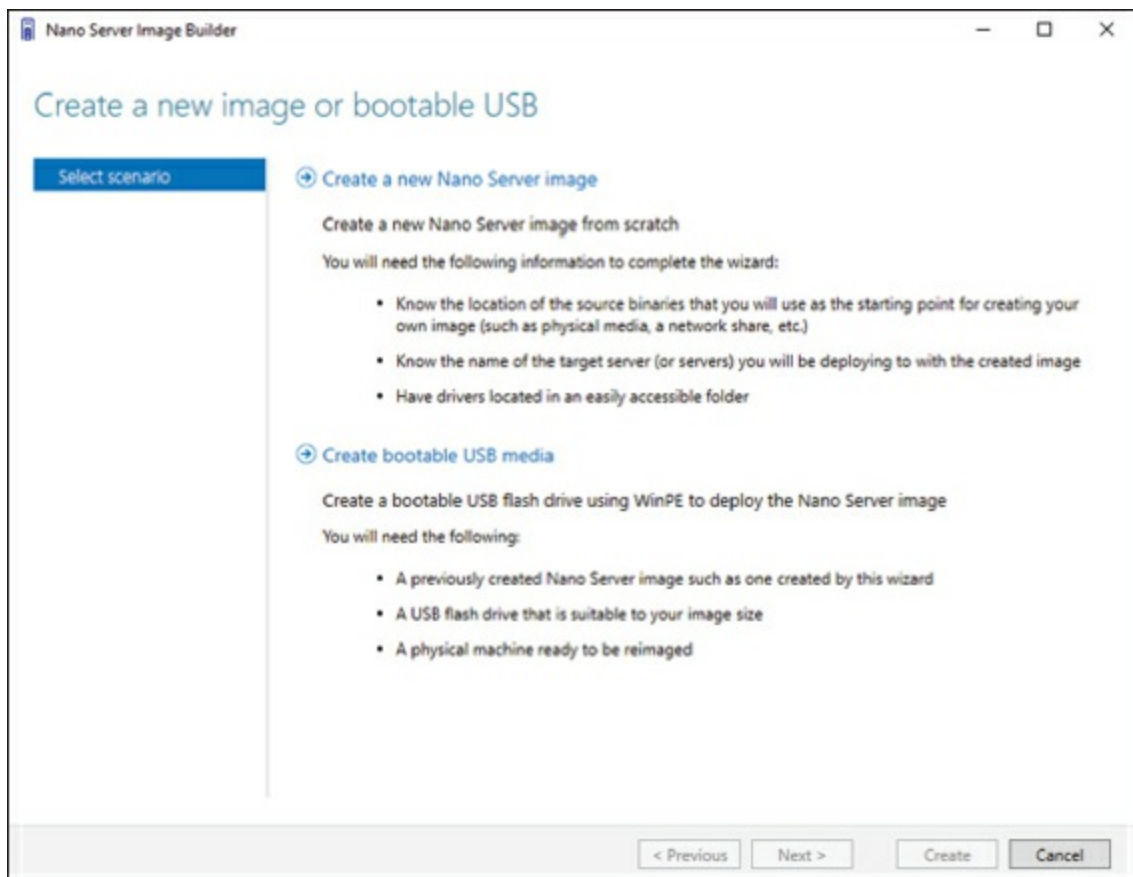 Nano Server Image Builder
Create a new image or bootable USB
Select scenario
Create a new Nano Server image
Create a new Nano Server image from scratch
You will need the following information to complete the wizard:
• Know the location of the source binaries that you will use as the starting point for creating your
own image (such as physical media, a network share, etc.)
• Know the name of the target server (or servers) you will be deploying to with the created image
• Have drivers located in an easily accessible folder
Create bootable USB media
Create a bootable USB flash drive using WinPE to deploy the Nano Server image
You will need the following:
• A previously created Nano Server image such as one created by this wizard
• A USB flash drive that is suitable to your image size
• A physical machine ready to be reimaged
< Previous Next > Create Cancel